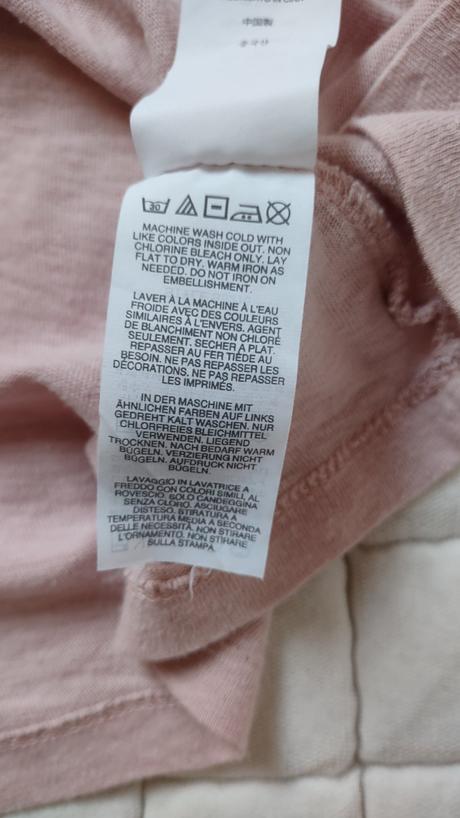 中国製
중국산
30
MACHINE WASH COLD WITH
LIKE COLORS INSIDE OUT. NON
CHLORINE BLEACH ONLY. LAY
FLAT TO DRY. WARM IRON AS
NEEDED. DO NOT IRON ON
EMBELLISHMENT.
LAVER À LA MACHINE À L'EAU
FROIDE AVEC DES COULEURS
SIMILAIRES À L'ENVERS. AGENT
DE BLANCHIMENT NON CHLORÉ
SEULEMENT. SECHER A PLAT.
REPASSER AU FER TIÈDE AU
BESOIN. NE PAS REPASSER LES
DÉCORATIONS. NE PAS REPASSER
LES IMPRIMÉS.
IN DER MASCHINE MIT
ÄHNLICHEN FARBEN AUF LINKS
GEDREHT KALT WASCHEN. NUR
CHLORFREIES BLEICHMITTEL
VERWENDEN. LIEGEND
TROCKNEN. NACH BEDARF WARM
BÜGELN. VERZIERUNG NICHT
BÜGELN. AUFDRUCK NICHT
BÜGELN.
LAVAGGIO IN LAVATRICE A
FREDDO CON COLORI SIMILI, AL
ROVESCIO. SOLO CANDEGGINA
SENZA CLORO. ASCIUGARE
DISTESO. STIRATURA A
TEMPERATURA MEDIA A SECONDA
DELLE NECESSITÀ. NON STIRARE
L'ORNAMENTO. NON STIRARE
SULLA STAMPA.